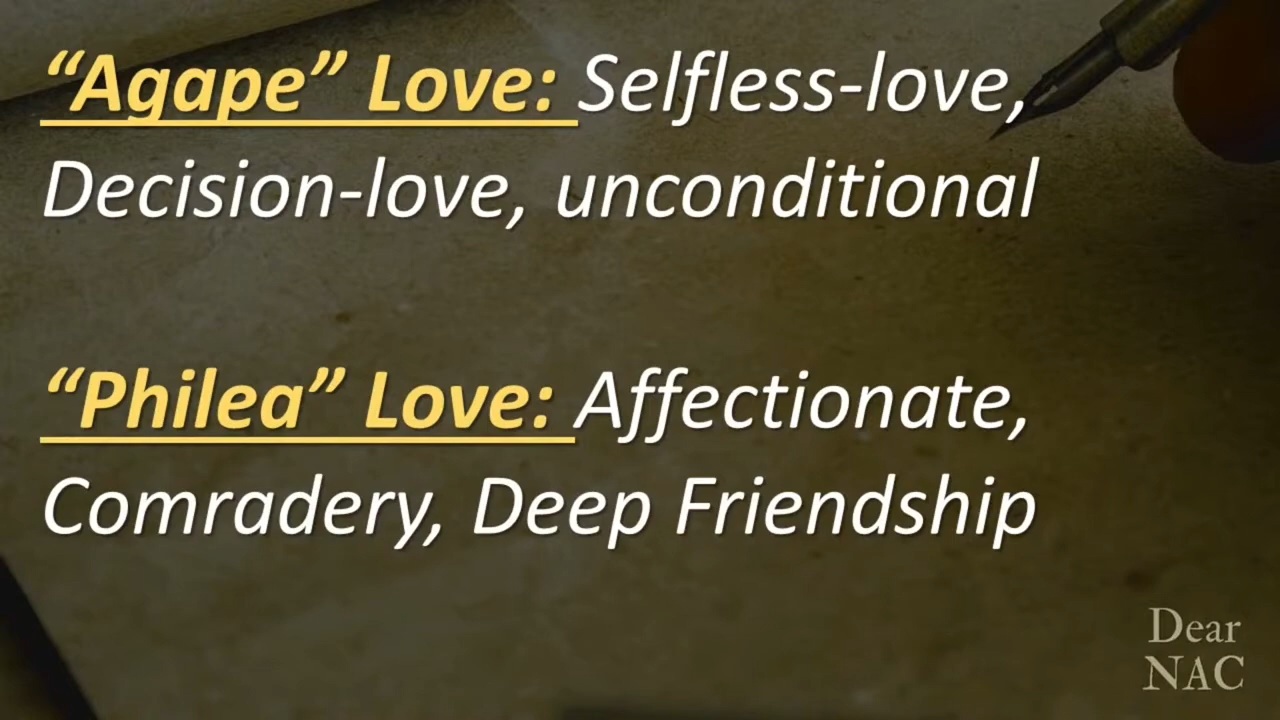 “Agape” Love: Selfless-love,
Decision-love, unconditional
“Philea” Love: Affectionate,
Comradery, Deep Friendship
Dear
NAC